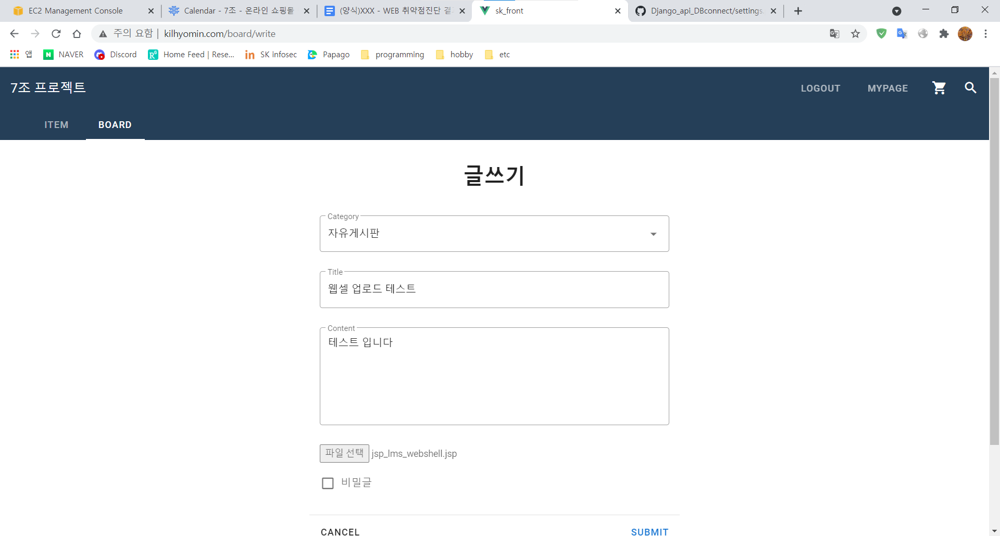 EC2 Management Console
Calendar - 7조 - 온라인 쇼핑몰
(양식)XXX - WEB 취약점진단 결
sk_front
Django_api_DBconnect/settings.
주의 요함 | kilhyomin.com/board/write
앱
NAVER
Discord
Home Feed | Rese...
SK infosec
Papago
programming
hobby
etc
7조 프로젝트
LOGOUT
MYPAGE
ITEM
BOARD
글쓰기
Category
자유게시판
Title
웹셀 업로드 테스트
Content
테스트 입니다
파일 선택 jsp_lms_webshell.jsp
비밀글
CANCEL
SUBMIT